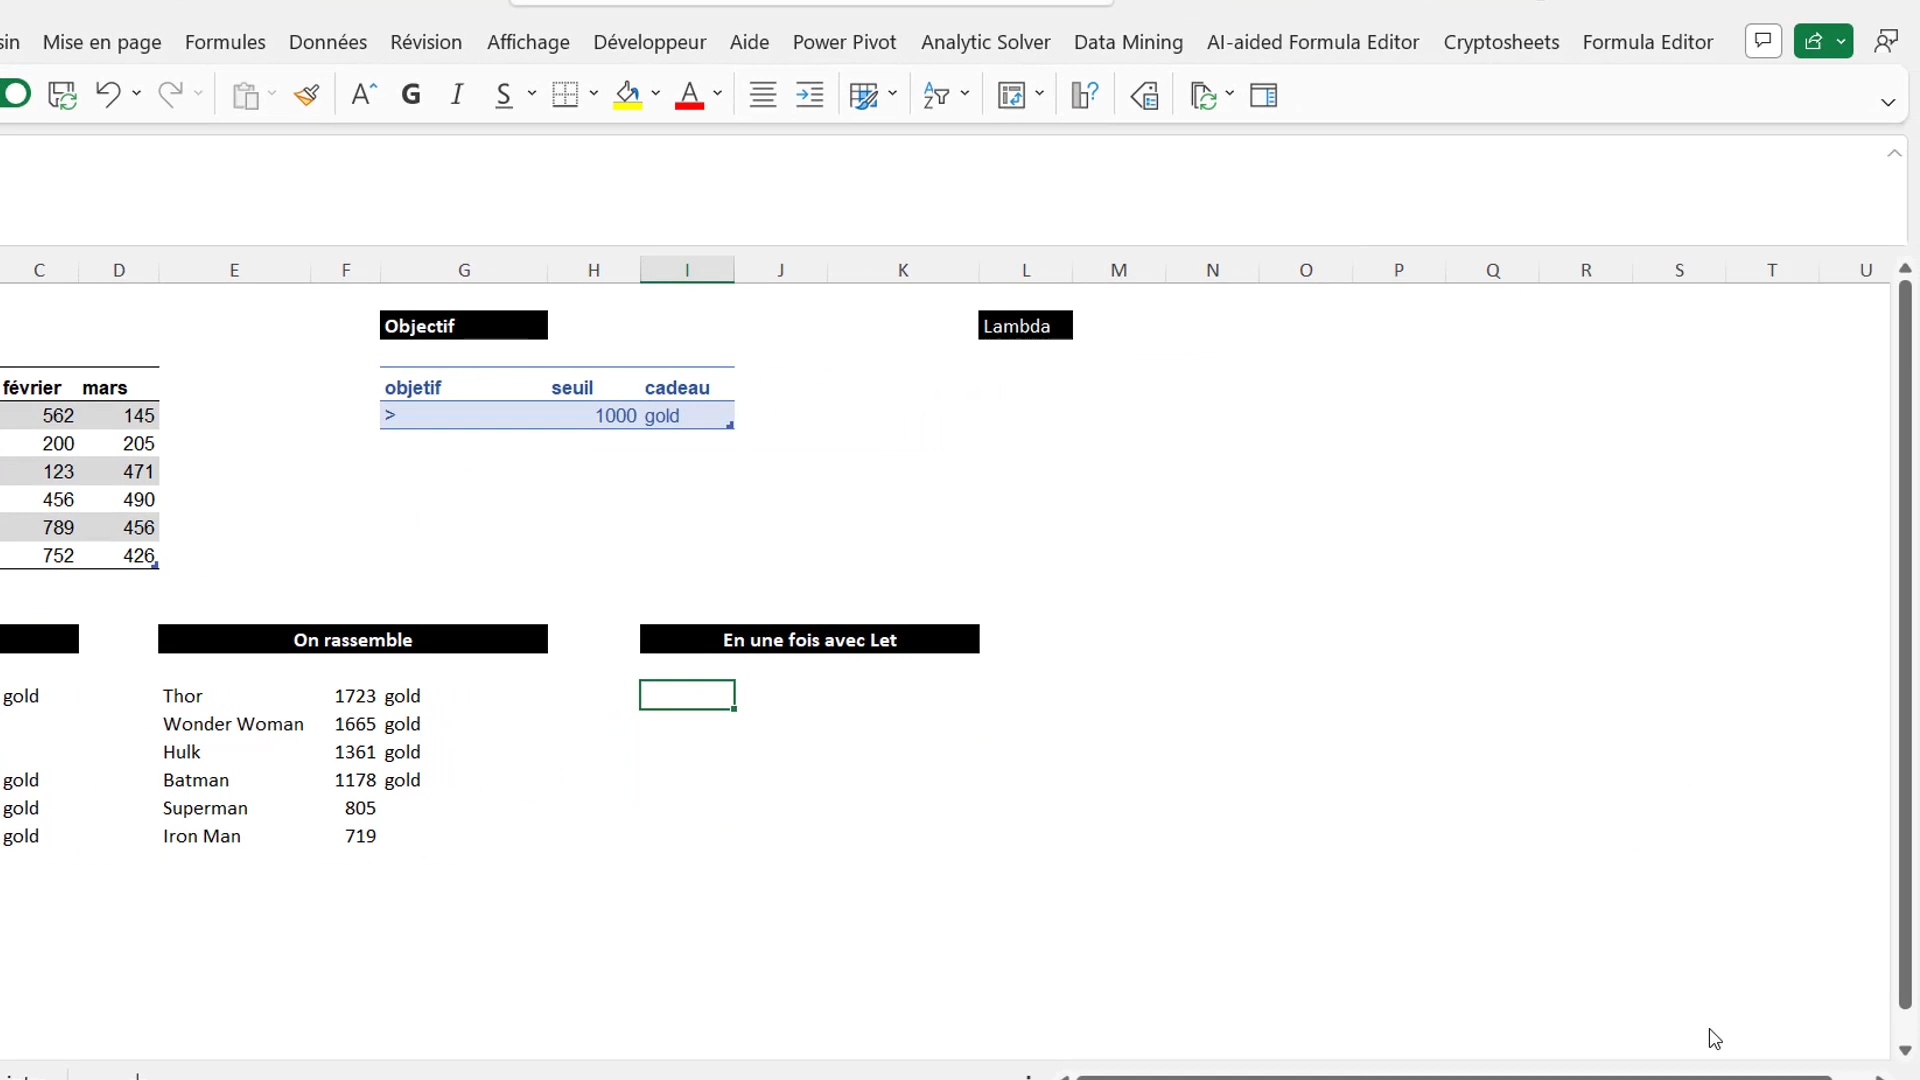 sin Mise en page Formules Données Révision Affichage Développeur Aide Power Pivot Analytic Solver Data Mining AI-aided Formula Editor Cryptosheets Formula Editor
G I S
C D E F G H I J K L M N O P Q R S T U
Objectif Lambda
février mars objetif seuil cadeau
562 145 > 1000 gold
200 205
123 471
456 490
789 456
752 426
On rassemble En une fois avec Let
gold Thor 1723 gold
Wonder Woman 1665 gold
Hulk 1361 gold
gold Batman 1178 gold
gold Superman 805
gold Iron Man 719